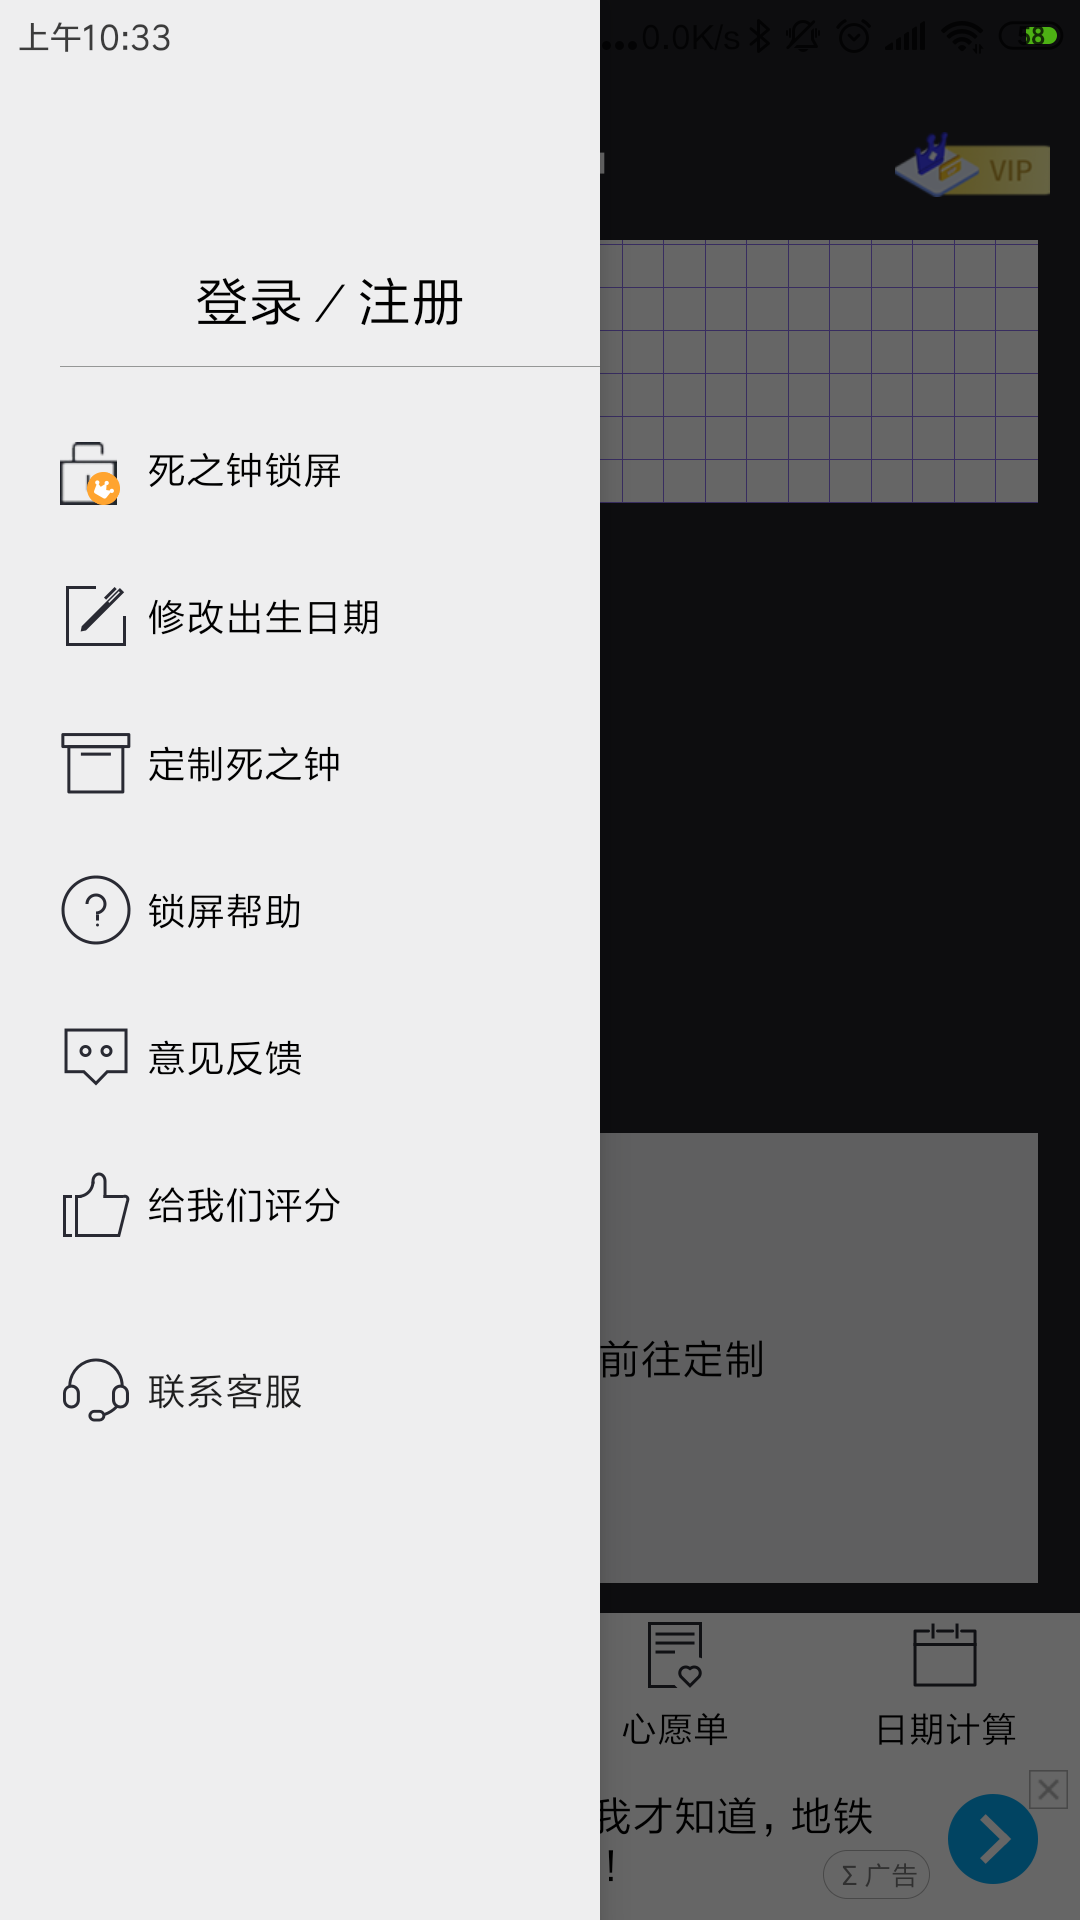 上午10:33
...0.0K/s
58
VIP
登录 / 注册
死之钟锁屏
修改出生日期
定制死之钟
锁屏帮助
意见反馈
给我们评分
前往定制
联系客服
心愿单
日期计算
我才知道，地铁
！
广告